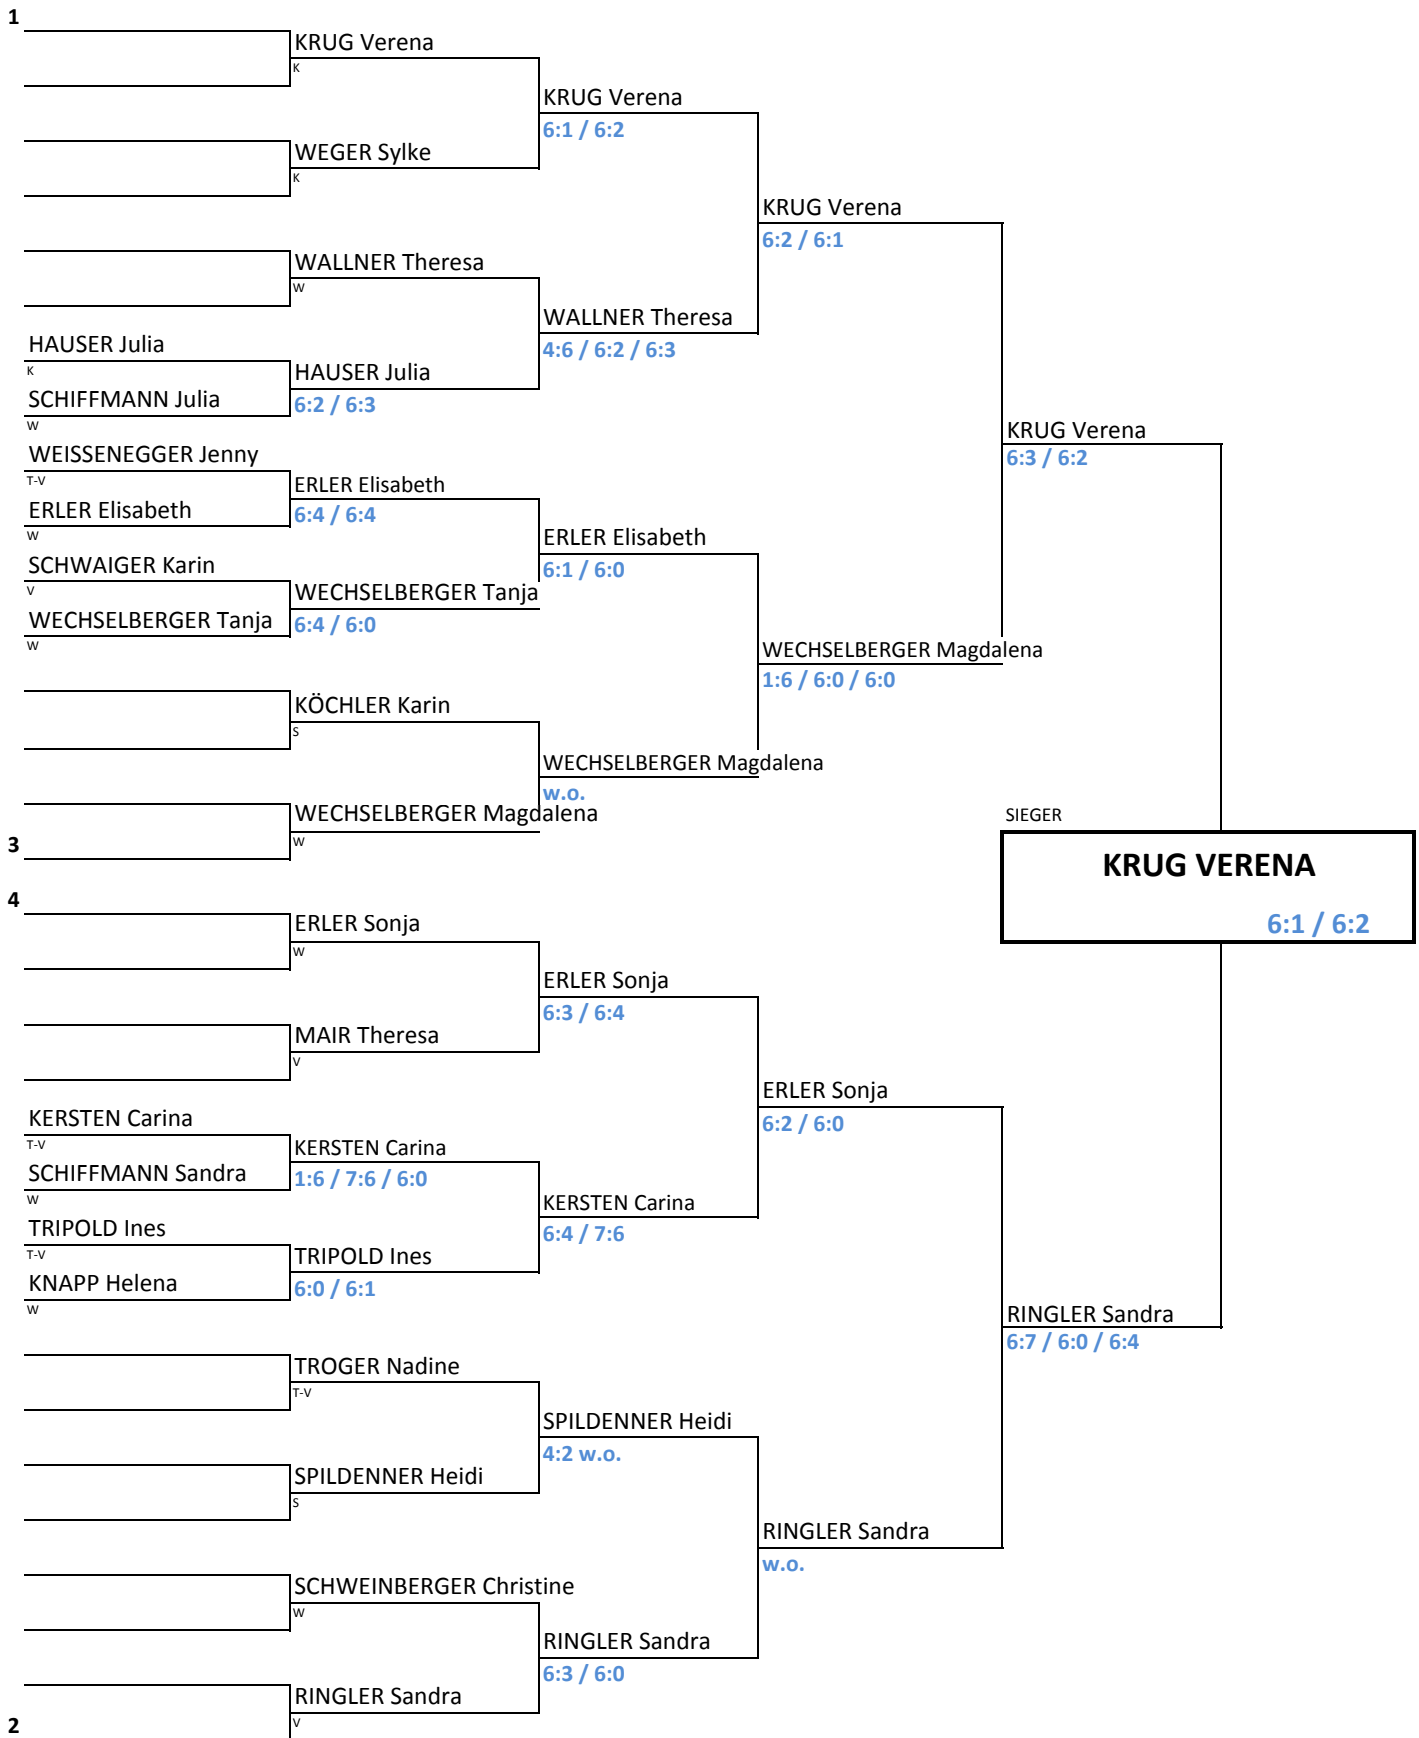 1
KRUG Verena
K
KRUG Verena
6:1 / 6:2
WEGER Sylke
K
KRUG Verena
6:2 / 6:1
WALLNER Theresa
W
WALLNER Theresa
4:6 / 6:2 / 6:3
HAUSER Julia
K
HAUSER Julia
6:2 / 6:3
SCHIFFMANN Julia
W
KRUG Verena
6:3 / 6:2
WEISSENEGGER Jenny
T-V
ERLER Elisabeth
6:4 / 6:4
ERLER Elisabeth
W
ERLER Elisabeth
6:1 / 6:0
SCHWAIGER Karin
V
WECHSELBERGER Tanja
6:4 / 6:0
WECHSELBERGER Tanja
W
WECHSELBERGER Magdalena
1:6 / 6:0 / 6:0
KÖCHLER Karin
S
WECHSELBERGER Magdalena
w.o.
WECHSELBERGER Magdalena
W
3
SIEGER
KRUG VERENA
6:1 / 6:2
4
ERLER Sonja
W
ERLER Sonja
6:3 / 6:4
MAIR Theresa
V
ERLER Sonja
6:2 / 6:0
KERSTEN Carina
T-V
KERSTEN Carina
1:6 / 7:6 / 6:0
SCHIFFMANN Sandra
W
KERSTEN Carina
6:4 / 7:6
TRIPOLD Ines
T-V
TRIPOLD Ines
6:0 / 6:1
KNAPP Helena
W
RINGLER Sandra
6:7 / 6:0 / 6:4
TROGER Nadine
T-V
SPILDENNER Heidi
4:2 w.o.
SPILDENNER Heidi
S
RINGLER Sandra
w.o.
SCHWEINBERGER Christine
W
RINGLER Sandra
6:3 / 6:0
RINGLER Sandra
V
2